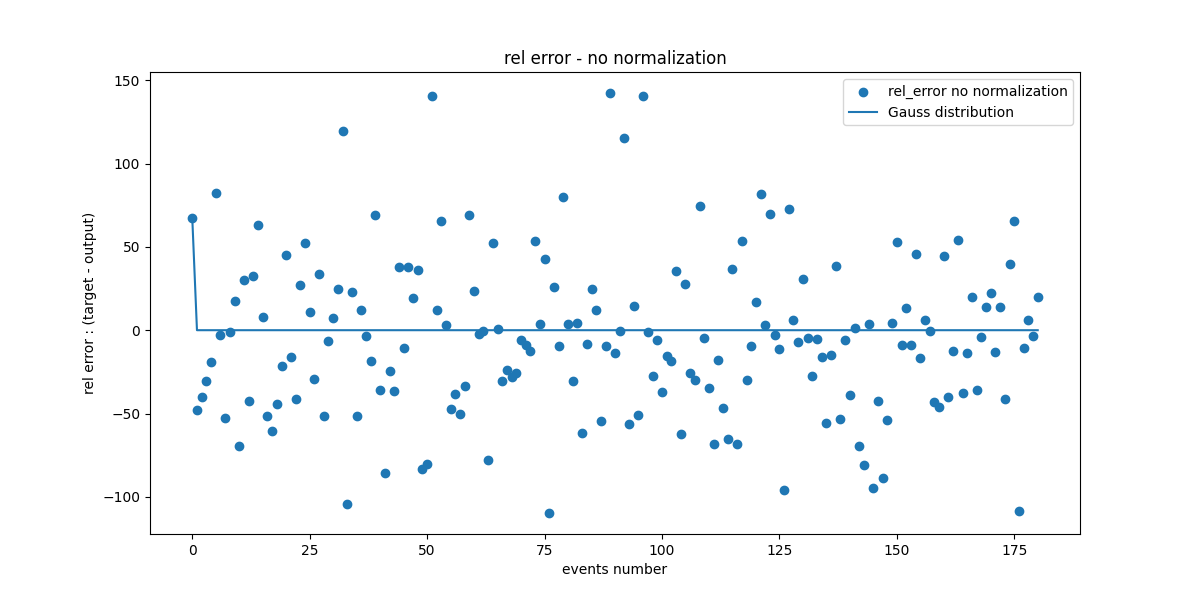 rel error - no normalization
rel_error no normalization
Gauss distribution
rel error : (target - output)
150
100
50
0
−50
−100
0
25
50
75
100
125
150
175
events number